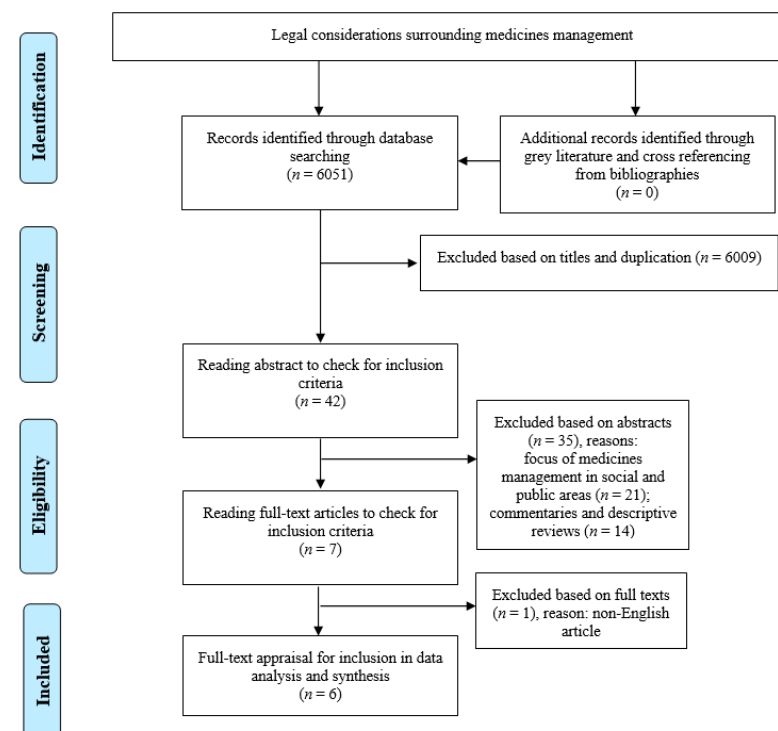 Legal considerations surrounding medicines management
Identification
Records identified through database
searching
(n = 6051)
Additional records identified through
grey literature and cross referencing
from bibliographies
(n = 0)
Excluded based on titles and duplication (n = 6009)
Screening
Reading abstract to check for inclusion
criteria
(n = 42)
Excluded based on abstracts
(n = 35), reasons:
focus of medicines
management in social and
public areas (n = 21);
commentaries and descriptive
reviews (n = 14)
Eligibility
Reading full-text articles to check for
inclusion criteria
(n = 7)
Excluded based on full texts
(n = 1), reason: non-English
article
Included
Full-text appraisal for inclusion in data
analysis and synthesis
(n = 6)